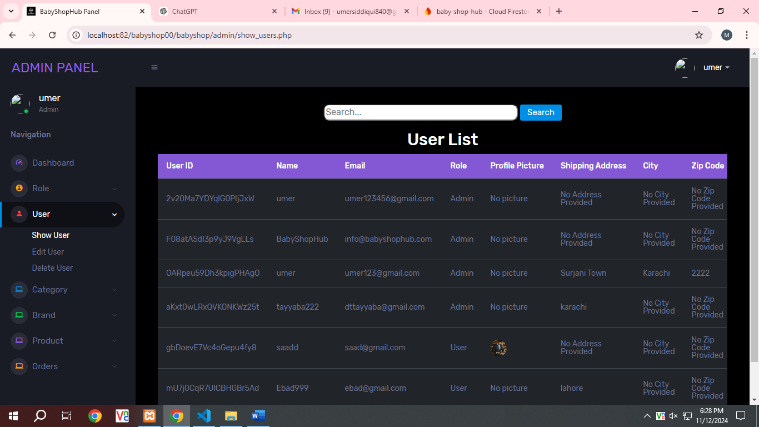 BabyShopHub Panel
ChatGPT
Inbox (9) - umersiddiqui840@g
baby-shop-hub - Cloud Firesto
localhost:82/babyshop00/babyshop/admin/show_users.php
M
ADMIN PANEL
umer
umer
Admin
Navigation
Dashboard
Role
User
Show User
Edit User
Delete User
Category
Brand
Product
Orders
Search...
Search
User List
User ID Name Email Role Profile Picture Shipping Address City Zip Code
umer umer123456@gmail.com Admin No picture No Address Provided No City Provided No Zip Code Provided
BabyShopHub info@babyshophub.com Admin No picture No Address Provided No City Provided No Zip Code Provided
umer umer123@gmail.com Admin No picture Surjani Town Karachi 2222
tayyaba222 dttayyaba@gmail.com Admin No picture karachi No City Provided No Zip Code Provided
saadd saad@gmail.com User No Address Provided No City Provided No Zip Code Provided
Ebad999 ebad@gmail.com User No picture lahore No City Provided No Zip Code Provided
6:28 PM
11/12/2024